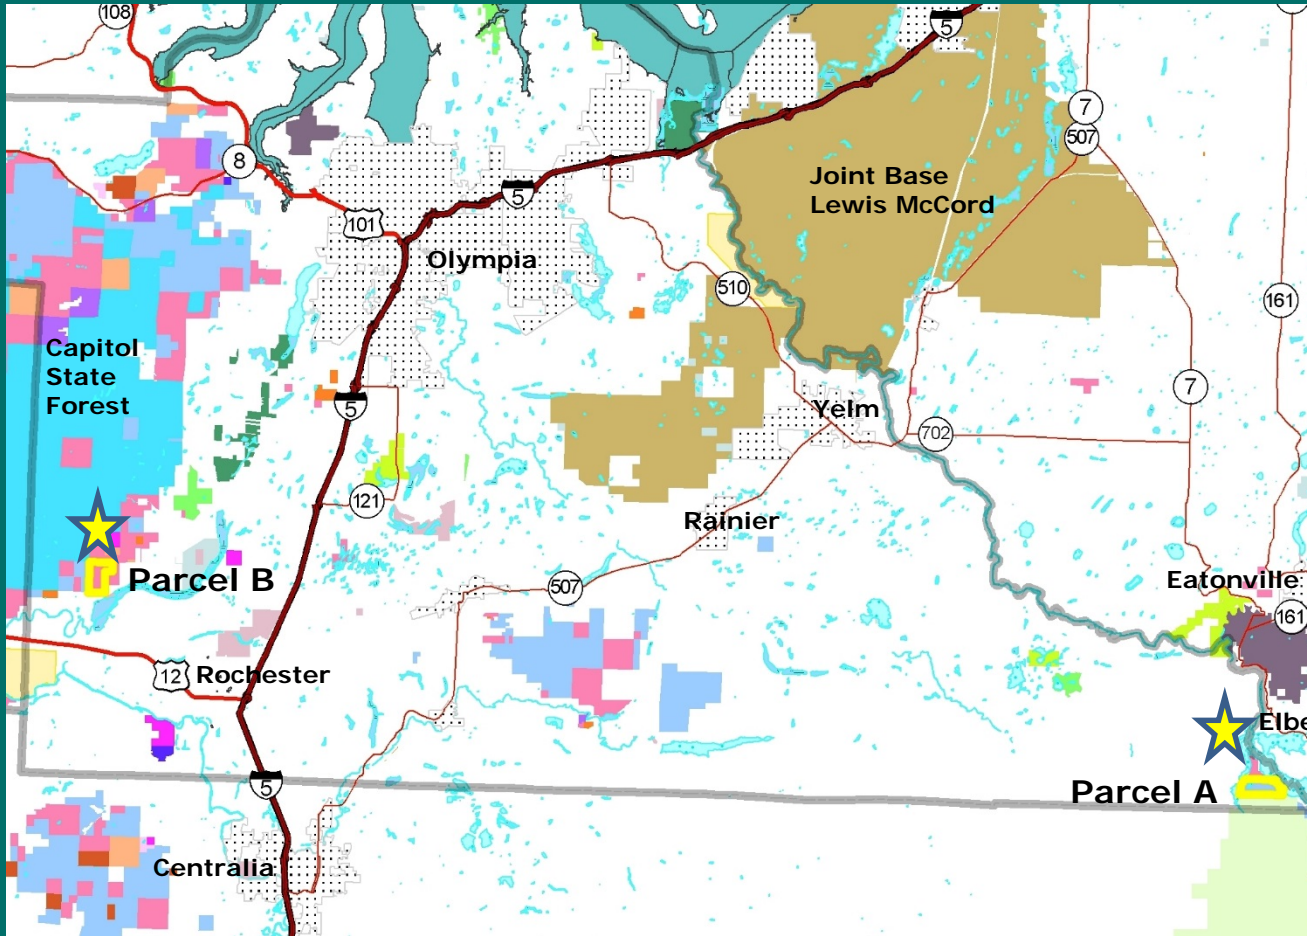 108
5
7
507
8
Joint Base
Lewis McCord
5
101
Olympia
510
161
Capitol
State
Forest
7
5
Yelm
702
121
Rainier
507
Eatonville
Parcel B
161
12
Rochester
Elbe
Parcel A
5
Centralia